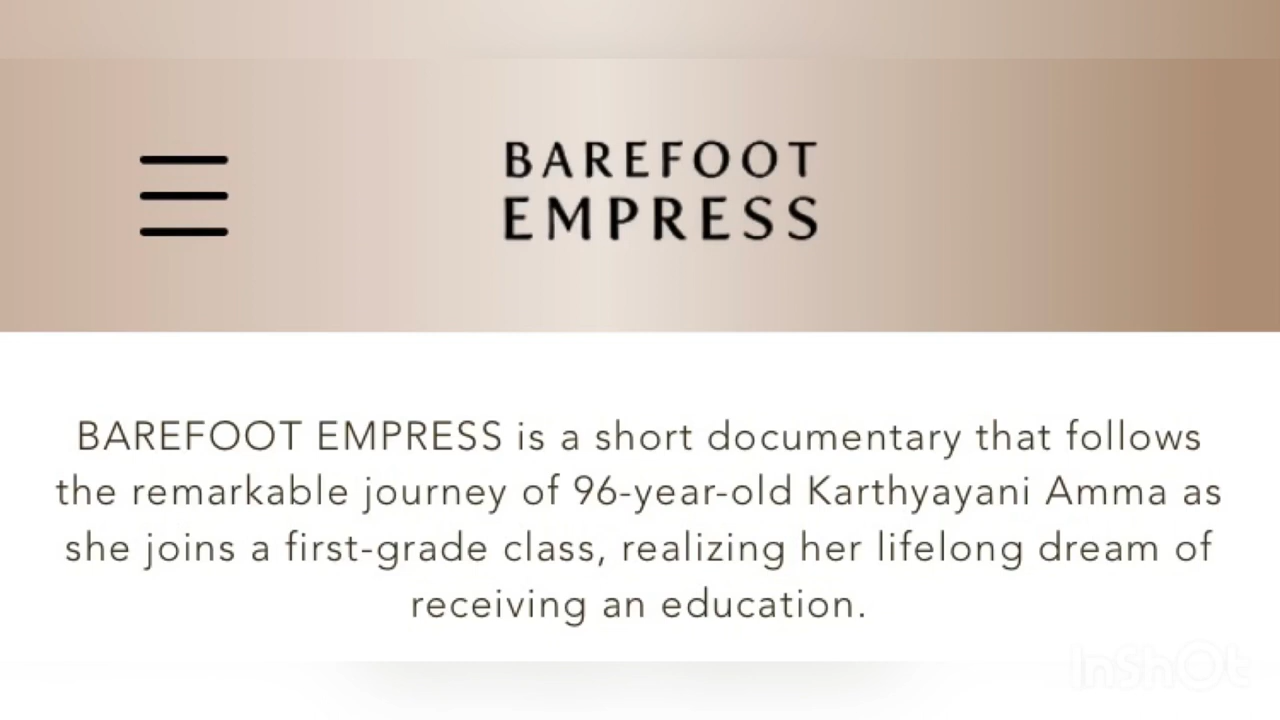 BAREFOOT
EMPRESS
BAREFOOT EMPRESS is a short documentary that follows
the remarkable journey of 96-year-old Karthyayani Amma as
she joins a first-grade class, realizing her lifelong dream of
receiving an education.
InShOt